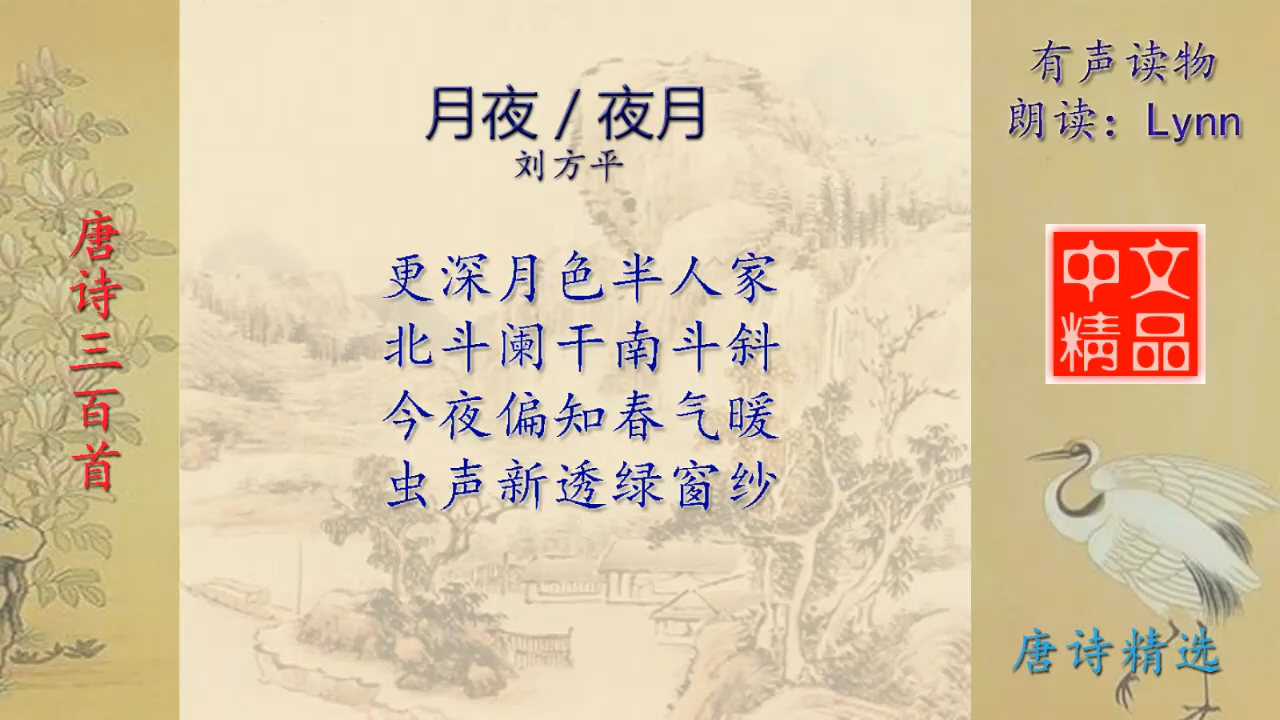 唐诗三百首
月夜 / 夜月
刘方平
更深月色半人家
北斗阑干南斗斜
今夜偏知春气暖
虫声新透绿窗纱
有声读物
朗读：Lynn
中文
精品
唐诗精选